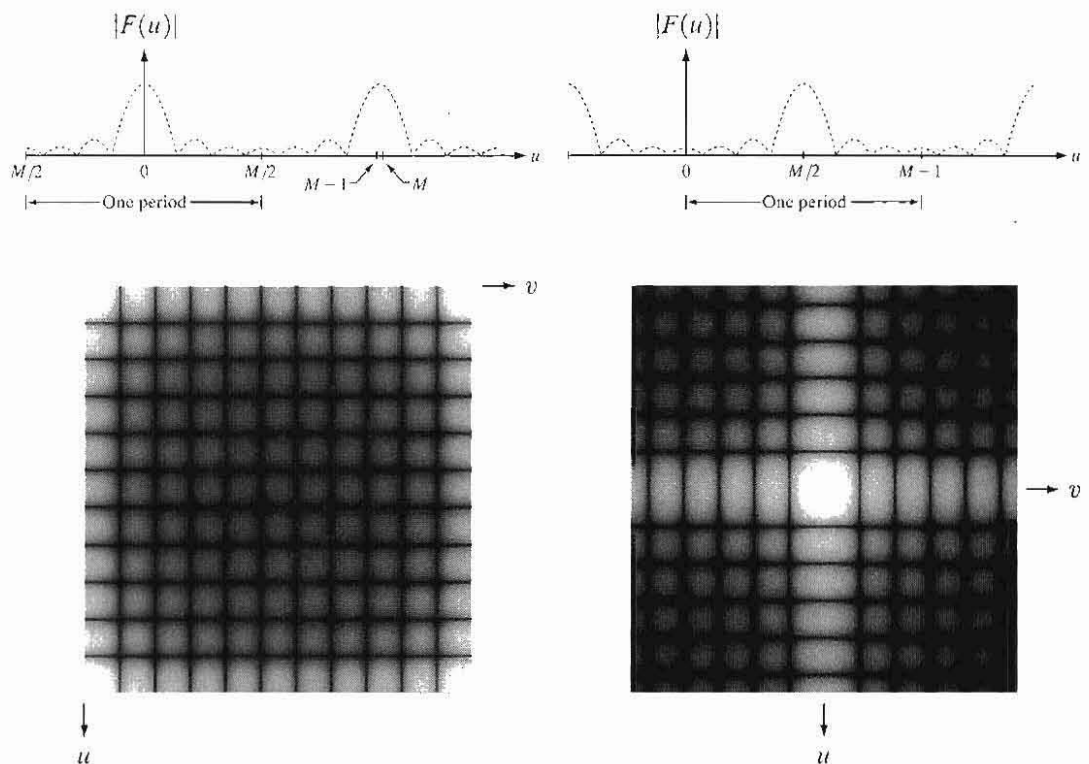 |F(u)|
M/2 0 M/2 M − 1 M u
One period
|F(u)|
0 M/2 M − 1 u
One period
v
u
v
u